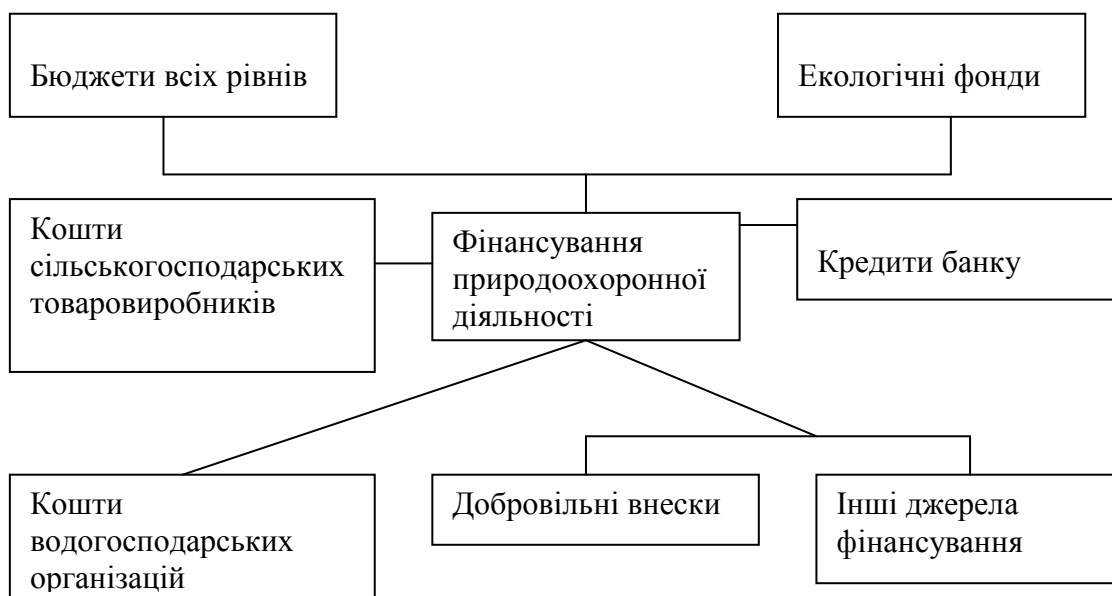 Бюджети всіх рівнів
Екологічні фонди
Кошти
сільськогосподарських
товаровиробників
Фінансування
природоохоронної
діяльності
Кредити банку
Кошти
водогосподарських
організацій
Добровільні внески
Інші джерела
фінансування